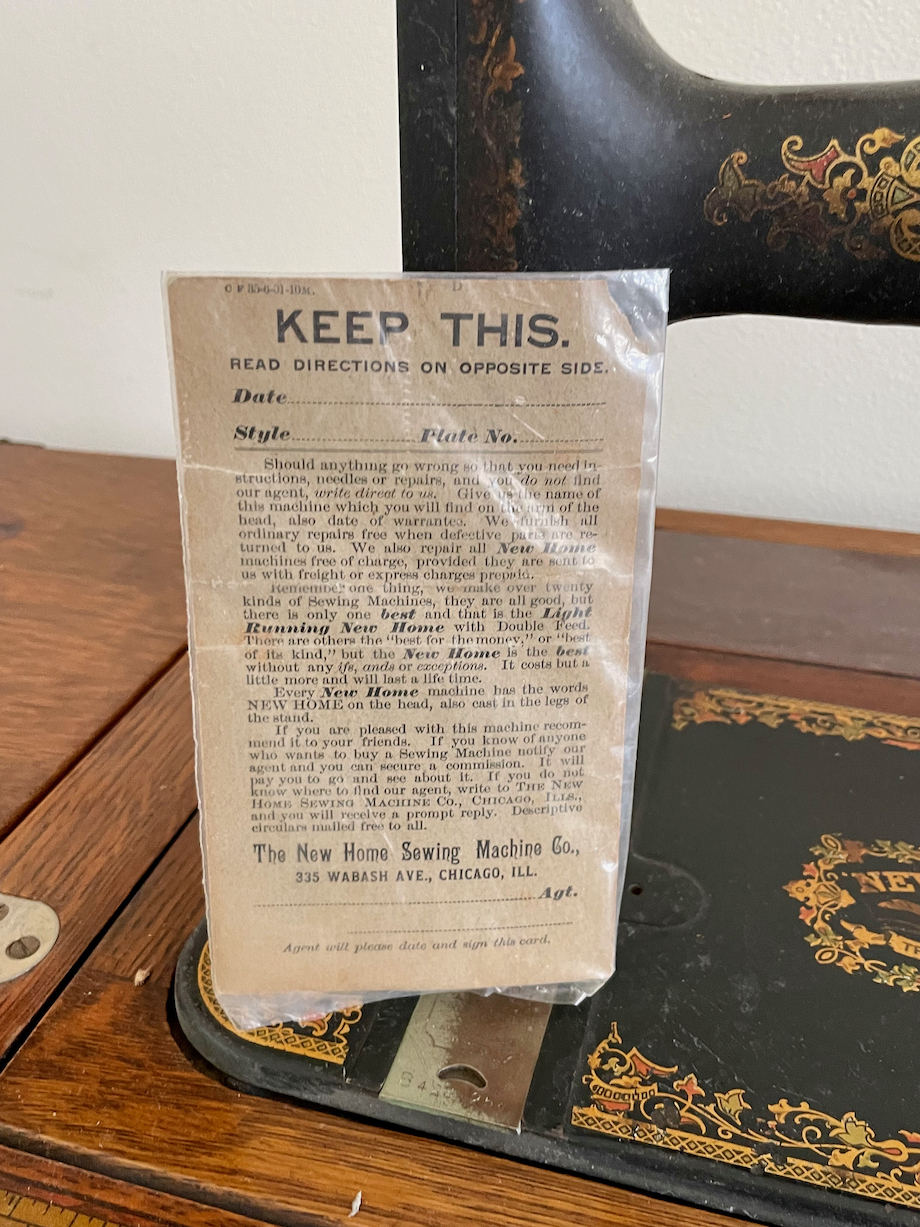 C F 85-6-01-10M.
KEEP THIS.
READ DIRECTIONS ON OPPOSITE SIDE.
Date
Style Plate No.
Should anything go wrong so that you need in-
structions, needles or repairs, and you do not find
our agent, write direct to us. Give us the name of
this machine which you will find on the arm of the
head, also date of warrantee. We furnish all
ordinary repairs free when defective parts are re-
turned to us. We also repair all New Home
machines free of charge, provided they are sent to
us with freight or express charges prepaid.
Remember one thing, we make over twenty
kinds of Sewing Machines, they are all good, but
there is only one best and that is the Light
Running New Home with Double Feed.
There are others the "best for the money," or "best
of its kind," but the New Home is the best
without any ifs, ands or exceptions. It costs but a
little more and will last a life time.
Every New Home machine has the words
NEW HOME on the head, also cast in the legs of
the stand.
If you are pleased with this machine recom-
mend it to your friends. If you know of anyone
who wants to buy a Sewing Machine notify our
agent and you can secure a commission. It will
pay you to go and see about it. If you do not
know where to find our agent, write to THE NEW
HOME SEWING MACHINE CO., CHICAGO, ILLS.,
and you will receive a prompt reply. Descriptive
circulars mailed free to all.
The New Home Sewing Machine Co.,
335 WABASH AVE., CHICAGO, ILL.
Agt.
Agent will please date and sign this card.
NEW